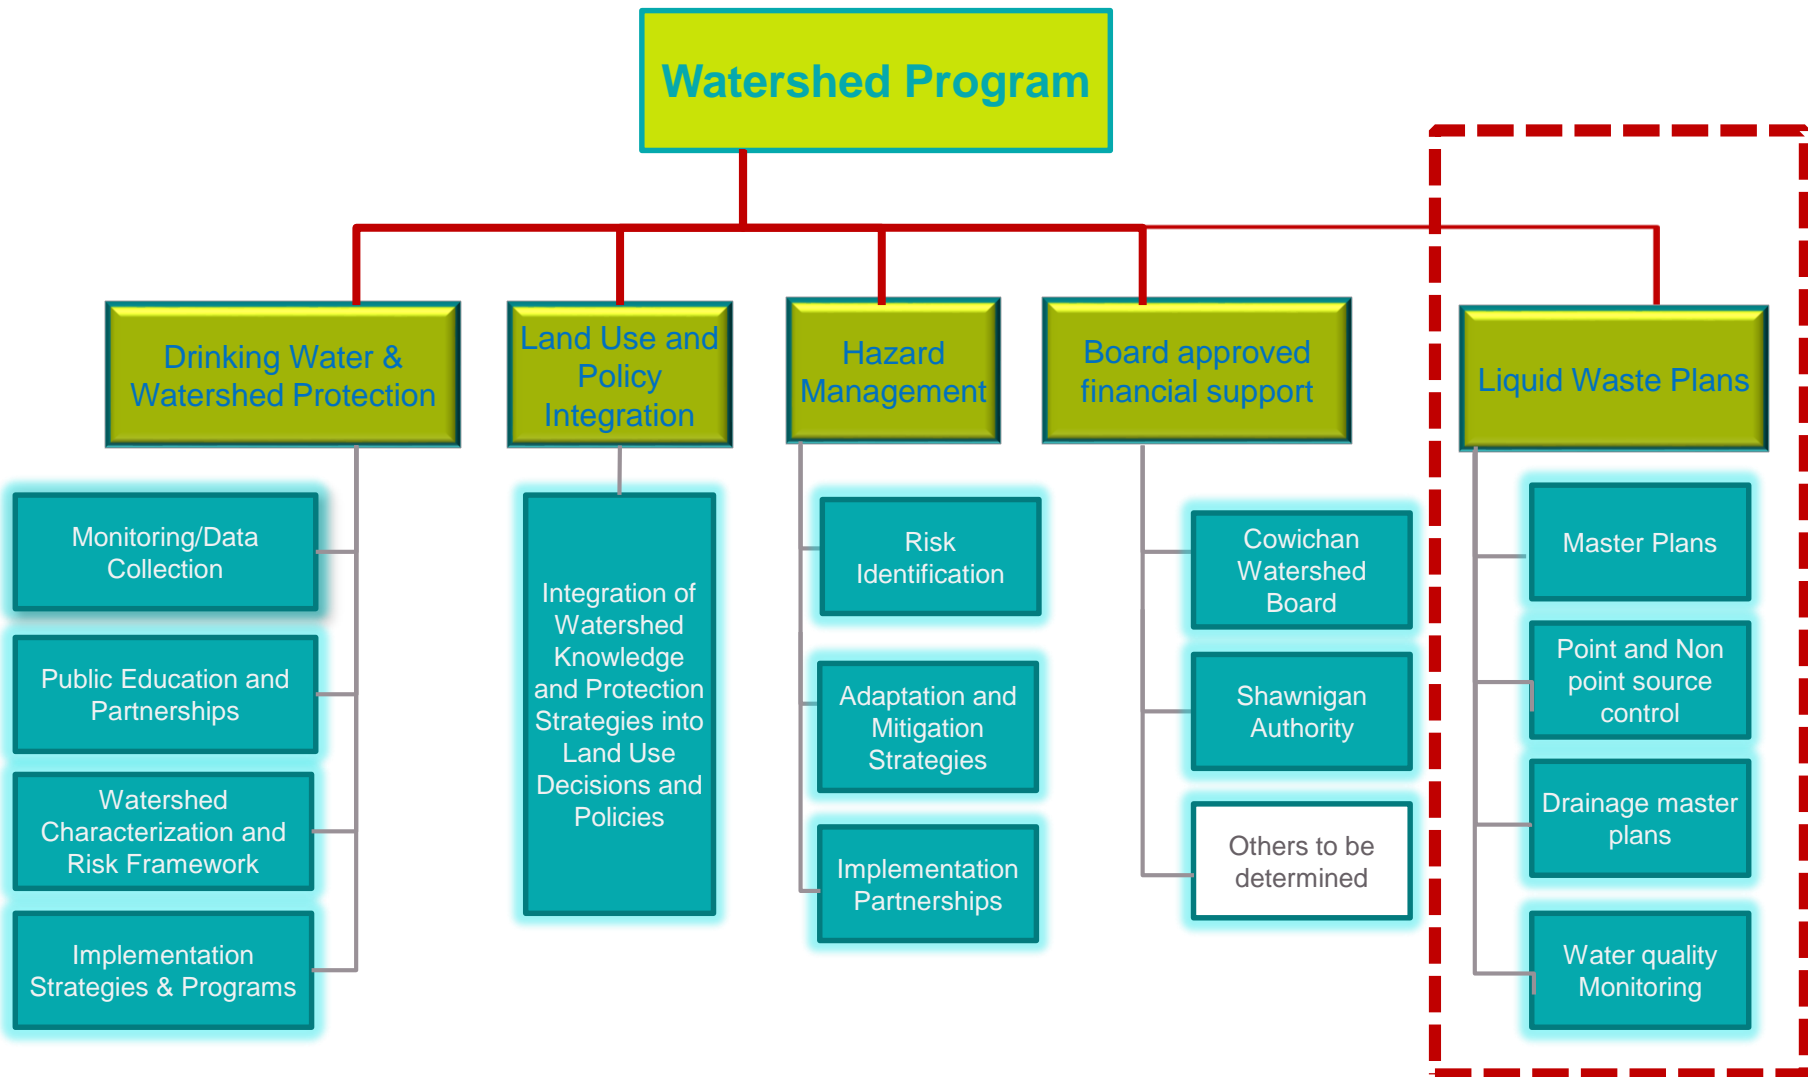 Watershed Program
Drinking Water &
Watershed Protection
Land Use and
Policy
Integration
Hazard
Management
Board approved
financial support
Liquid Waste Plans
Monitoring/Data
Collection
Public Education and
Partnerships
Watershed
Characterization and
Risk Framework
Implementation
Strategies & Programs
Integration of
Watershed
Knowledge
and Protection
Strategies into
Land Use
Decisions and
Policies
Risk
Identification
Adaptation and
Mitigation
Strategies
Implementation
Partnerships
Cowichan
Watershed
Board
Shawnigan
Authority
Others to be
determined
Master Plans
Point and Non
point source
control
Drainage master
plans
Water quality
Monitoring